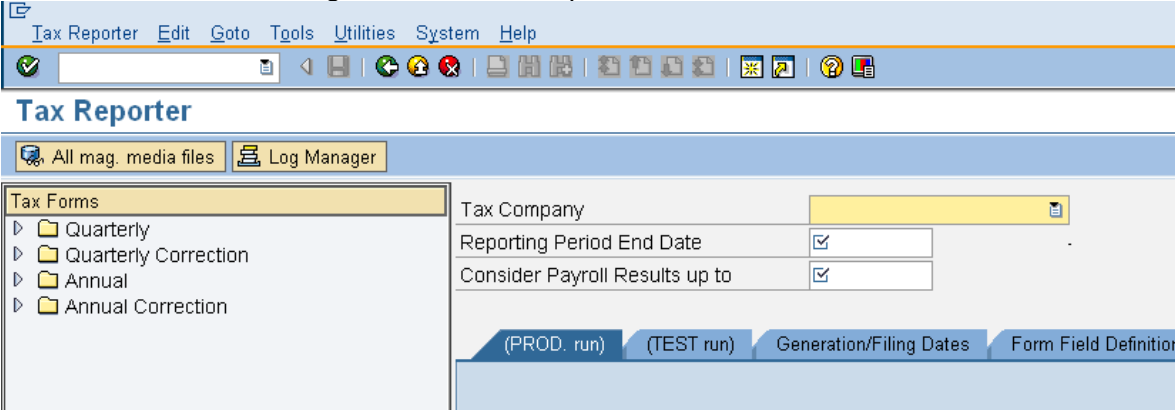 Tax Reporter Edit Goto Tools Utilities System Help
Tax Reporter
All mag. media files Log Manager
Tax Forms
Quarterly
Quarterly Correction
Annual
Annual Correction
Tax Company
Reporting Period End Date
Consider Payroll Results up to
(PROD. run) (TEST run) Generation/Filing Dates Form Field Definition